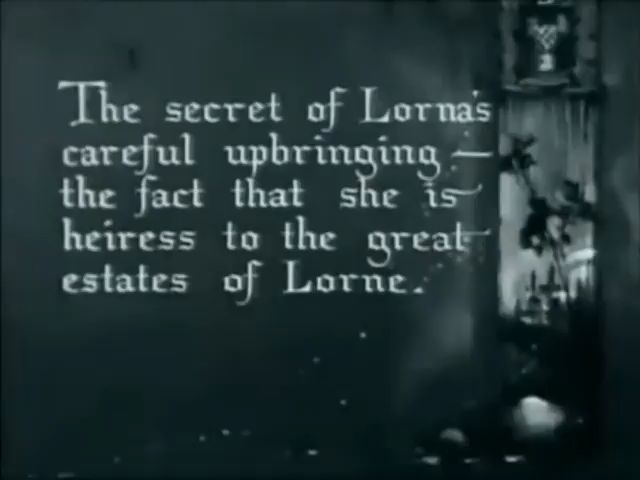 The secret of Lorna's
careful upbringing —
the fact that she is
heiress to the great
estates of Lorne.